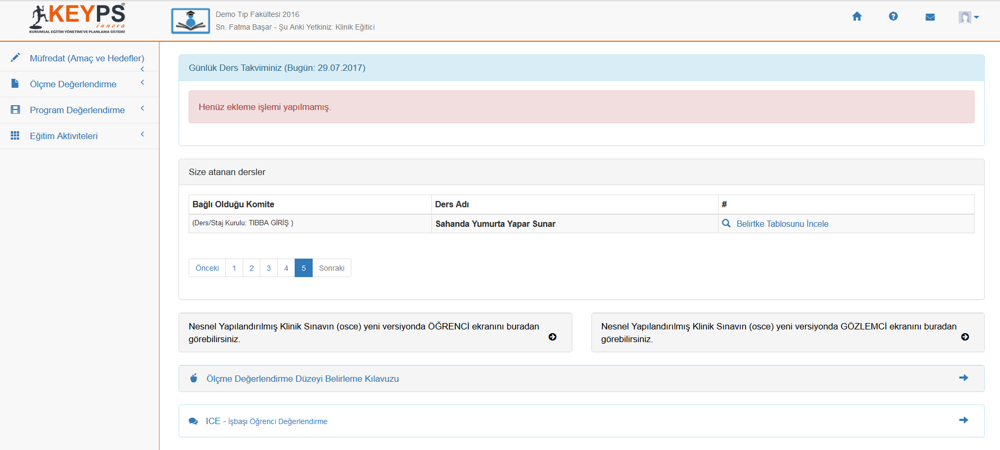 KEYPS®
innova
KURUMSAL EĞİTİM YÖNETİMİ VE PLANLAMA SİSTEMİ
Demo Tıp Fakültesi 2016
Sn. Fatma Başar - Şu Anki Yetkiniz: Klinik Eğitici
Müfredat (Amaç ve Hedefler)
Ölçme Değerlendirme
Program Değerlendirme
Eğitim Aktiviteleri
Günlük Ders Takviminiz (Bugün: 29.07.2017)
Henüz ekleme işlemi yapılmamış.
Size atanan dersler
Bağlı Olduğu Komite Ders Adı #
(Ders/Staj Kurulu: TIBBA GİRİŞ ) Sahanda Yumurta Yapar Sunar Belirtke Tablosunu İncele
Önceki 1 2 3 4 5 Sonraki
Nesnel Yapılandırılmış Klinik Sınavın (osce) yeni versiyonda ÖĞRENCİ ekranını buradan
görebilirsiniz.
Nesnel Yapılandırılmış Klinik Sınavın (osce) yeni versiyonda GÖZLEMCİ ekranını buradan
görebilirsiniz.
Ölçme Değerlendirme Düzeyi Belirleme Kılavuzu
ICE - İşbaşı Öğrenci Değerlendirme